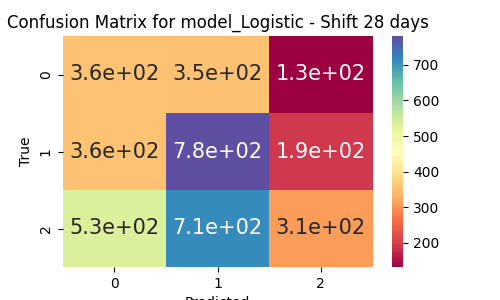 Confusion Matrix for model_Logistic - Shift 28 days
0 3.6e+02 3.5e+02 1.3e+02
1 3.6e+02 7.8e+02 1.9e+02
2 5.3e+02 7.1e+02 3.1e+02
0 1 2
True
Predicted
700
600
500
400
300
200